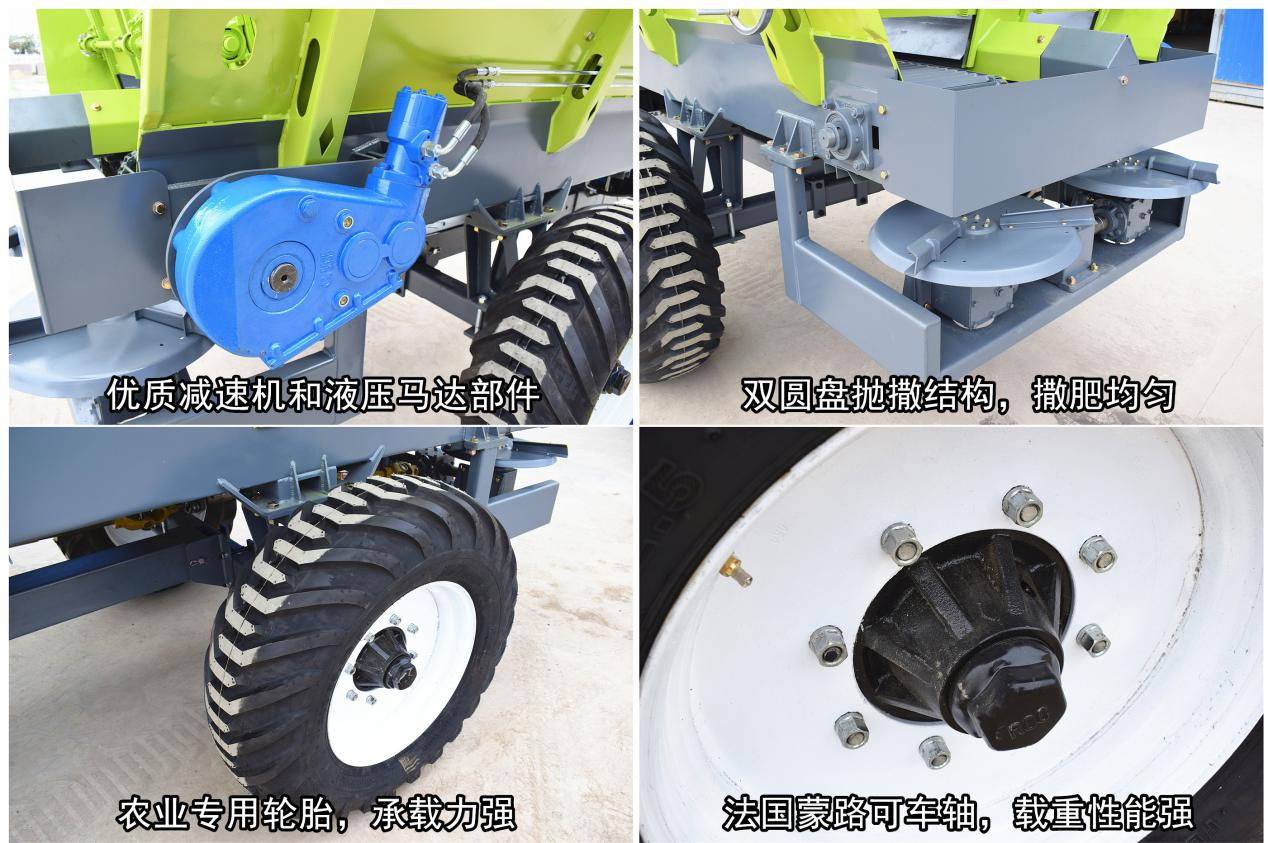 优质减速机和液压马达部件
双圆盘抛撒结构，撒肥均匀
农业专用轮胎，承载力强
法国蒙路可车轴，载重性能强